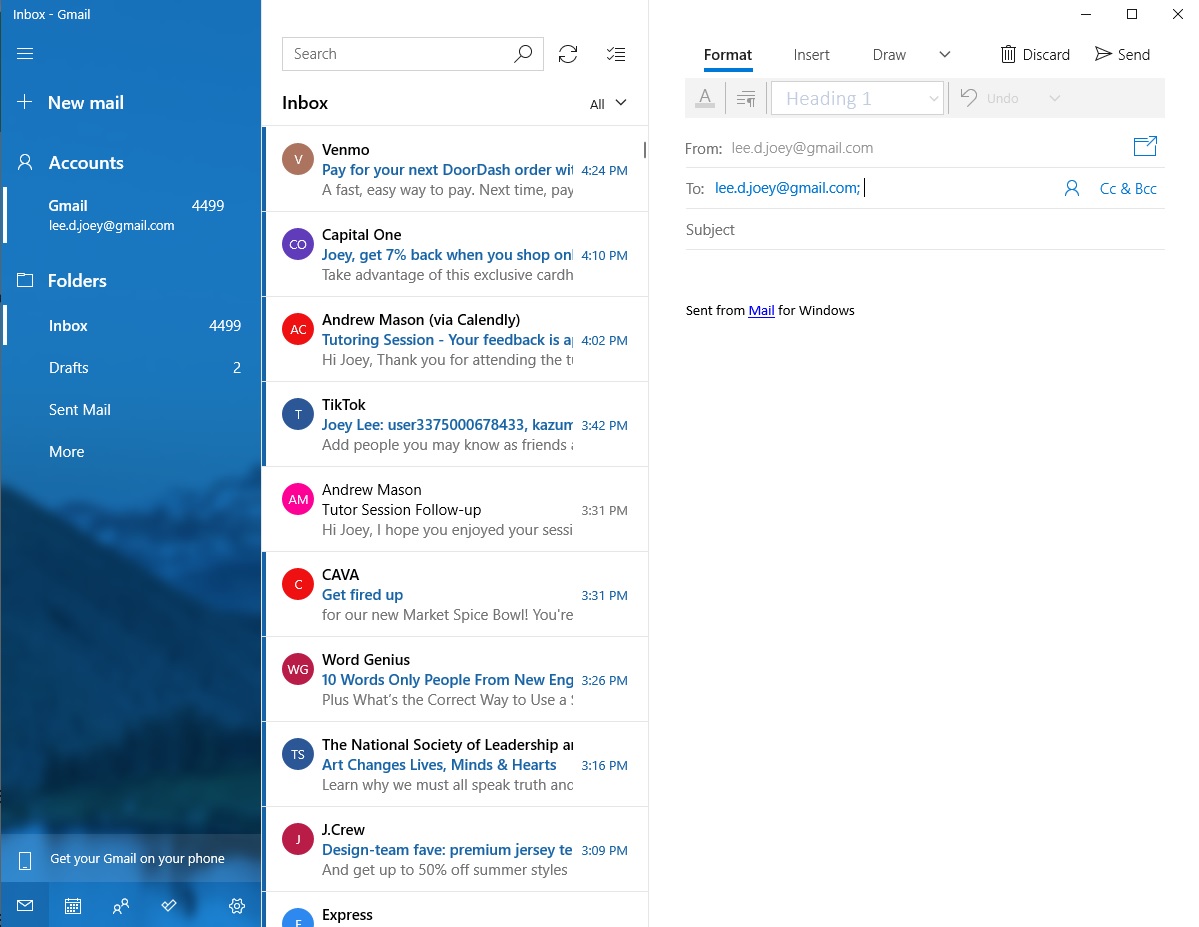 Inbox - Gmail
New mail
Accounts
Gmail 4499
lee.d.joey@gmail.com
Folders
Inbox 4499
Drafts 2
Sent Mail
More
Get your Gmail on your phone
Search
Inbox
All
V
Venmo
Pay for your next DoorDash order wit 4:24 PM
A fast, easy way to pay. Next time, pay
CO
Capital One
Joey, get 7% back when you shop onl 4:10 PM
Take advantage of this exclusive cardh
AC
Andrew Mason (via Calendly)
Tutoring Session - Your feedback is a 4:02 PM
Hi Joey, Thank you for attending the t
T
TikTok
Joey Lee: user3375000678433, kazum 3:42 PM
Add people you may know as friends a
AM
Andrew Mason
Tutor Session Follow-up 3:31 PM
Hi Joey, I hope you enjoyed your sessi
C
CAVA
Get fired up 3:31 PM
for our new Market Spice Bowl! You're
WG
Word Genius
10 Words Only People From New Eng 3:26 PM
Plus What's the Correct Way to Use a
TS
The National Society of Leadership a
Art Changes Lives, Minds & Hearts 3:16 PM
Learn why we must all speak truth and
J
J.Crew
Design-team fave: premium jersey te 3:09 PM
And get up to 50% off summer styles
E
Express
Format Insert Draw Discard Send
A Heading 1 Undo
From: lee.d.joey@gmail.com
To: lee.d.joey@gmail.com; Cc & Bcc
Subject
Sent from Mail for Windows